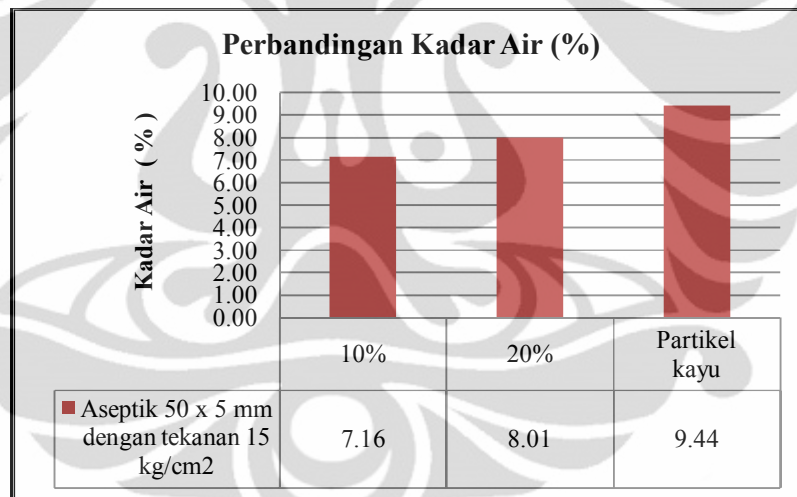 Perbandingan Kadar Air (%)
Kadar Air ( % )
10.00
9.00
8.00
7.00
6.00
5.00
4.00
3.00
2.00
1.00
0.00
10% 20% Partikel
kayu
Aseptik 50 x 5 mm
dengan tekanan 15
kg/cm2
7.16 8.01 9.44